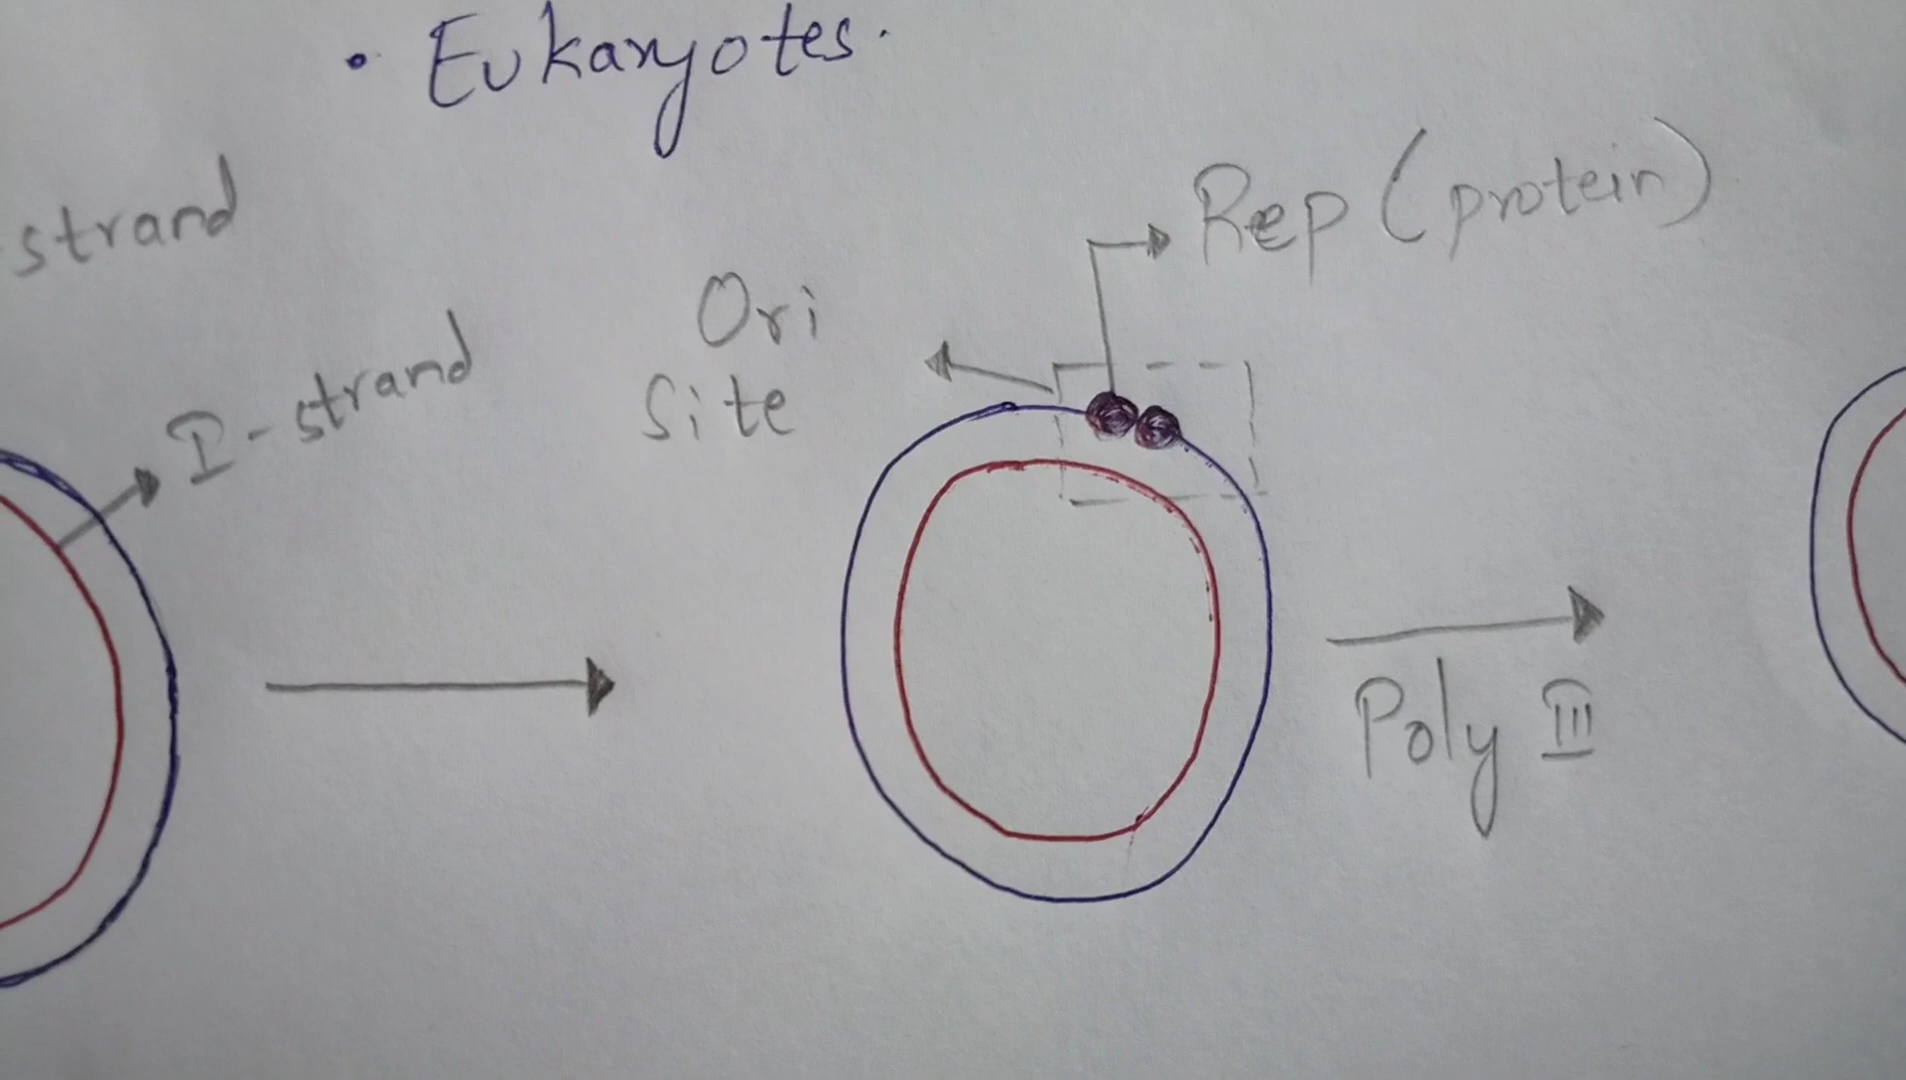 • Eukaryotes.
strand
I-strand
Ori
Site
Rep (protein)
Poly III